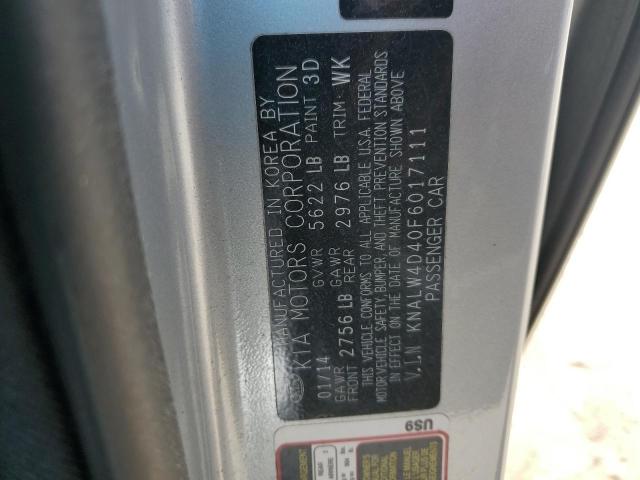 MANUFACTURED IN KOREA BY
KIA MOTORS CORPORATION
01/14 GVWR 5622 LB PAINT 3D
GAWR FRONT 2756 LB GAWR REAR 2976 LB TRIM WK
THIS VEHICLE CONFORMS TO ALL APPLICABLE U.S.A. FEDERAL
MOTOR VEHICLE SAFETY, BUMPER, AND THEFT PREVENTION STANDARDS
IN EFFECT ON THE DATE OF MANUFACTURE SHOWN ABOVE
V.I.N KNALW4D40F6017111
PASSENGER CAR
US9